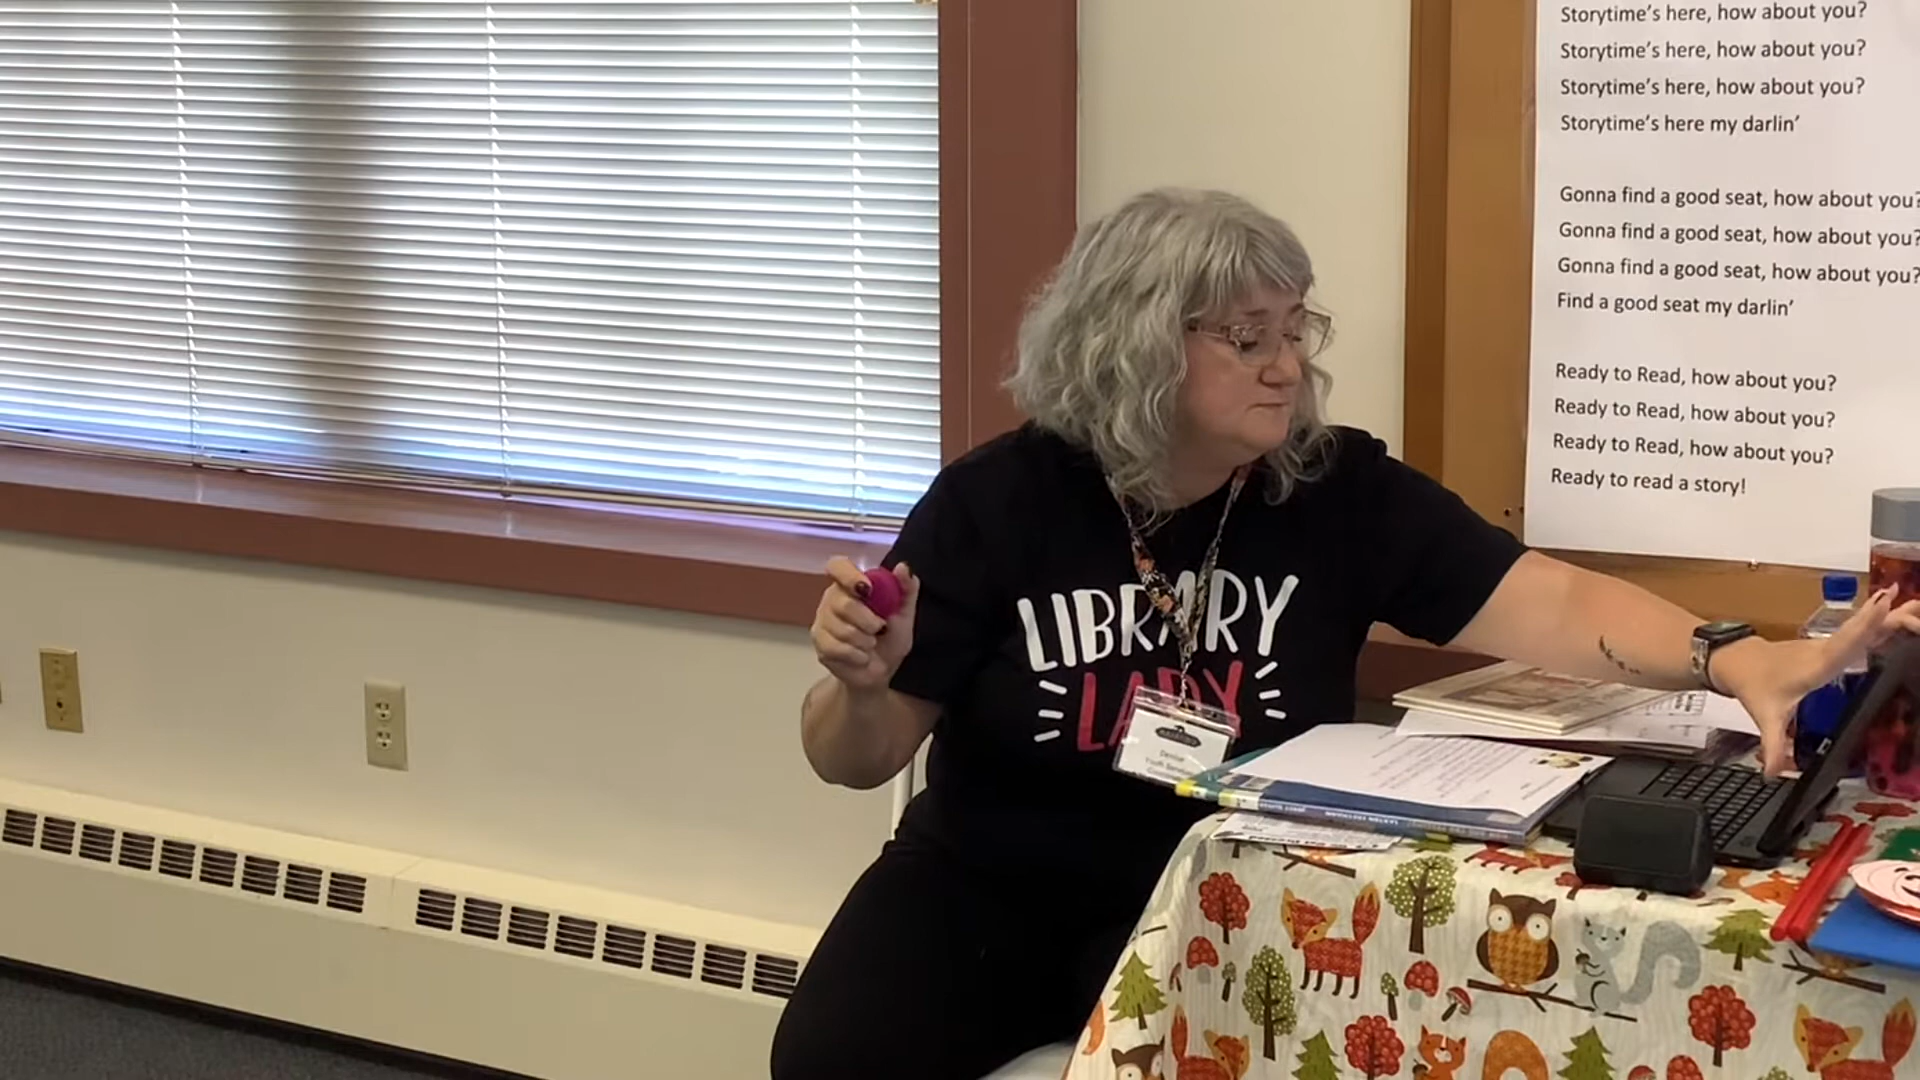 Storytime's here, how about you?
Storytime's here, how about you?
Storytime's here, how about you?
Storytime's here my darlin'
Gonna find a good seat, how about you?
Gonna find a good seat, how about you?
Gonna find a good seat, how about you?
Find a good seat my darlin'
Ready to Read, how about you?
Ready to Read, how about you?
Ready to Read, how about you?
Ready to read a story!
LIBRARY
LADY
Denise
Youth Services